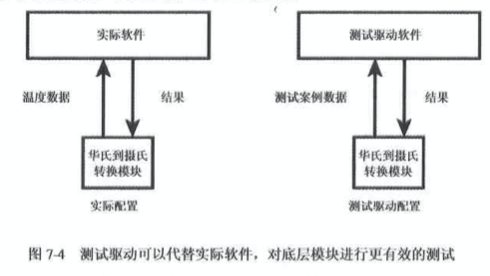 实际软件
测试驱动软件
温度数据
结果
测试案例数据
结果
华氏到摄氏
转换模块
华氏到摄氏
转换模块
实际配置
测试驱动配置
图 7-4 测试驱动可以代替实际软件，对底层模块进行更有效的测试